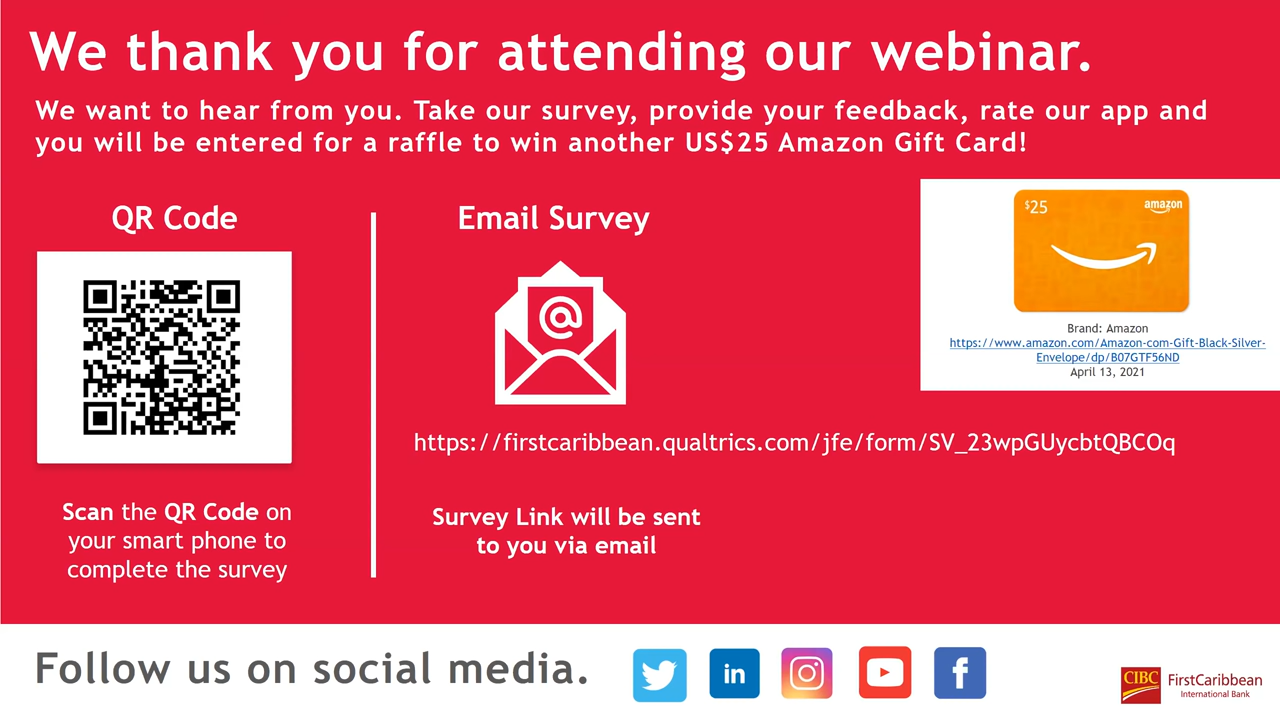 We thank you for attending our webinar.
We want to hear from you. Take our survey, provide your feedback, rate our app and
you will be entered for a raffle to win another US$25 Amazon Gift Card!
QR Code
Scan the QR Code on
your smart phone to
complete the survey
Email Survey
@
https://firstcaribbean.qualtrics.com/jfe/form/SV_23wpGUycbtQBCOq
Survey Link will be sent
to you via email
$25
amazon
Brand: Amazon
https://www.amazon.com/Amazon-com-Gift-Black-Silver-
Envelope/dp/B07GTF56ND
April 13, 2021
Follow us on social media.
in
f
CIBC
FirstCaribbean
International Bank